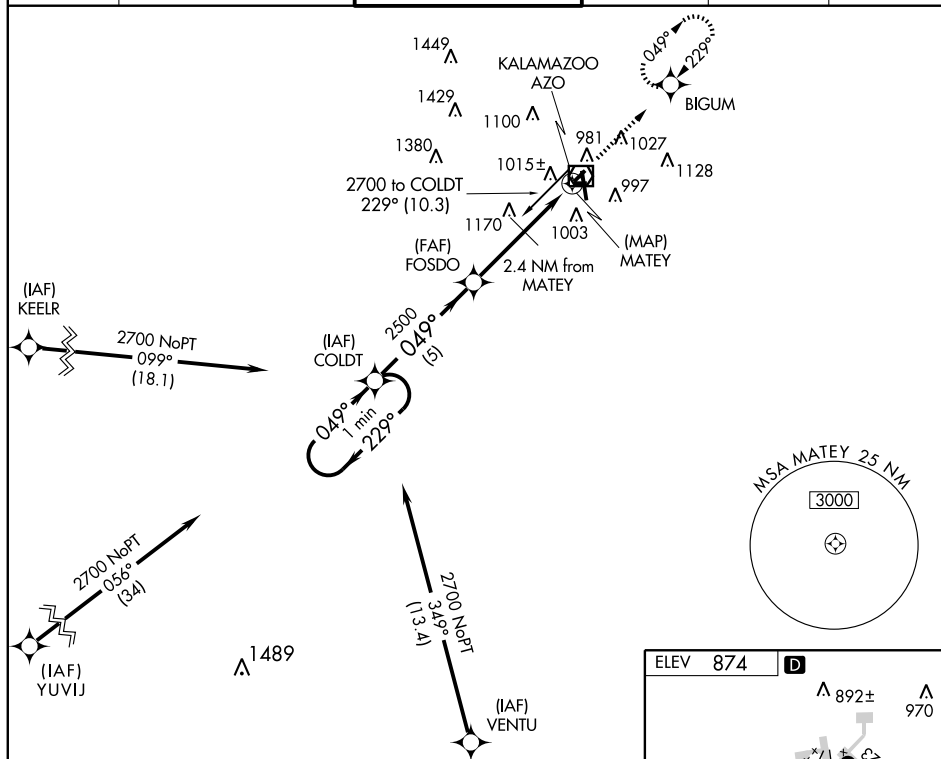 1449
KALAMAZOO
AZO
049°
229°
BIGUM
1429
1100
981
1027
1380
1015±
1128
2700 to COLDT
229° (10.3)
997
1170
1003
(MAP)
MATEY
(FAF)
FOSDO
2.4 NM from
MATEY
(IAF)
KEELR
2700 NoPT
099°
(18.1)
(IAF)
COLDT
2500
049°
(5)
049°
1 min
229°
MSA MATEY 25 NM
3000
2700 NoPT
056°
(34)
(IAF)
YUVIJ
1489
2700 NoPT
349°
(13.4)
(IAF)
VENTU
ELEV 874 D
892±
970
17
23